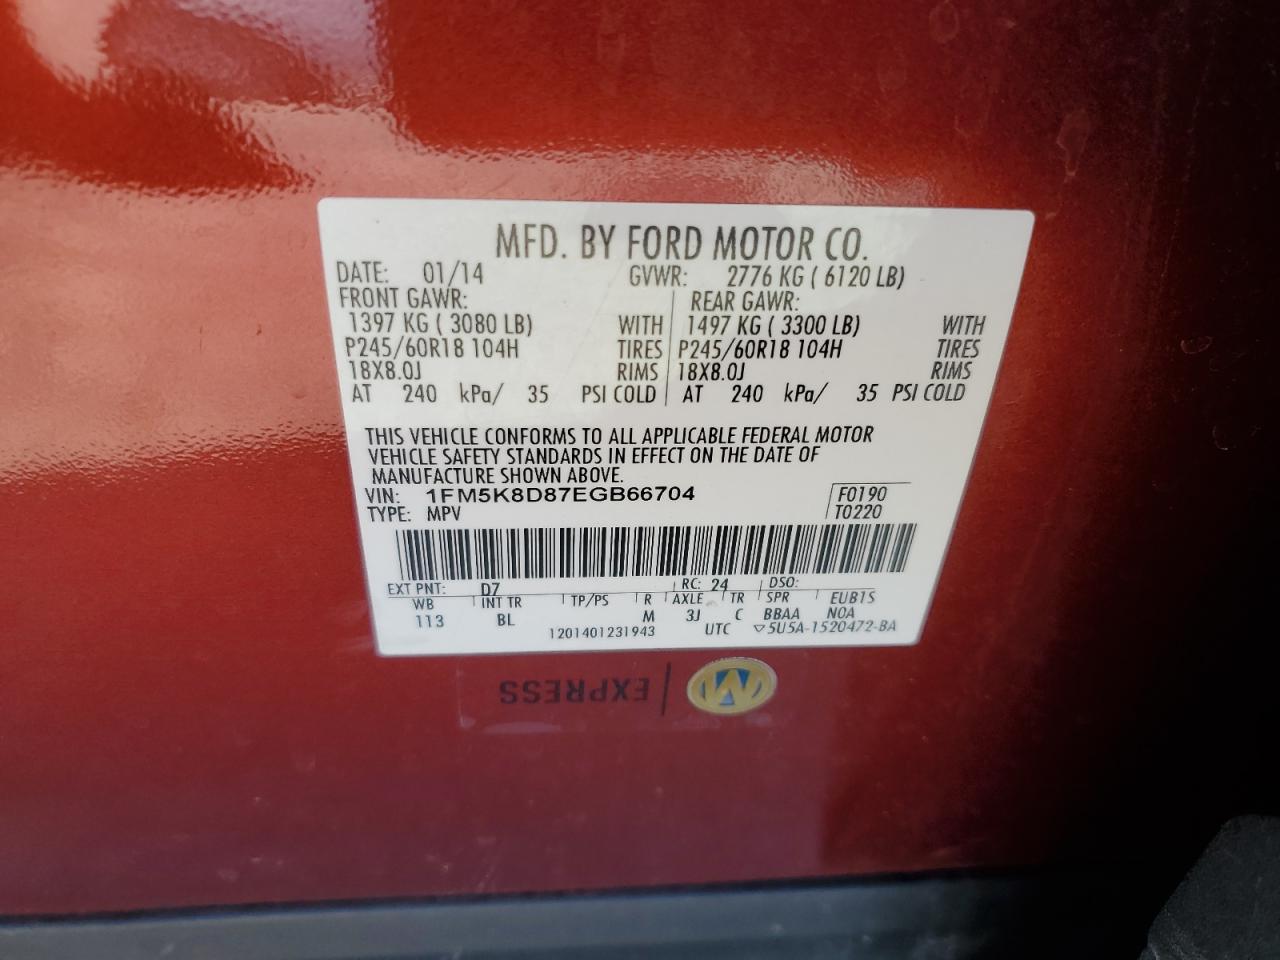 MFD. BY FORD MOTOR CO.
DATE: 01/14 GVWR: 2776 KG ( 6120 LB)
FRONT GAWR: REAR GAWR:
1397 KG ( 3080 LB) WITH 1497 KG ( 3300 LB) WITH
P245/60R18 104H TIRES P245/60R18 104H TIRES
18X8.0J RIMS 18X8.0J RIMS
AT 240 kPa/ 35 PSI COLD AT 240 kPa/ 35 PSI COLD
THIS VEHICLE CONFORMS TO ALL APPLICABLE FEDERAL MOTOR
VEHICLE SAFETY STANDARDS IN EFFECT ON THE DATE OF
MANUFACTURE SHOWN ABOVE.
VIN: 1FM5K8D87EGB66704 F0190
TYPE: MPV T0220
EXT PNT: D7 RC: 24 DSO:
WB INT TR TP/PS R AXLE TR SPR EUB1S
113 BL M 3J C BBAA NOA
1201401231943 UTC ▽5U5A-1520472-BA
EXPRESS